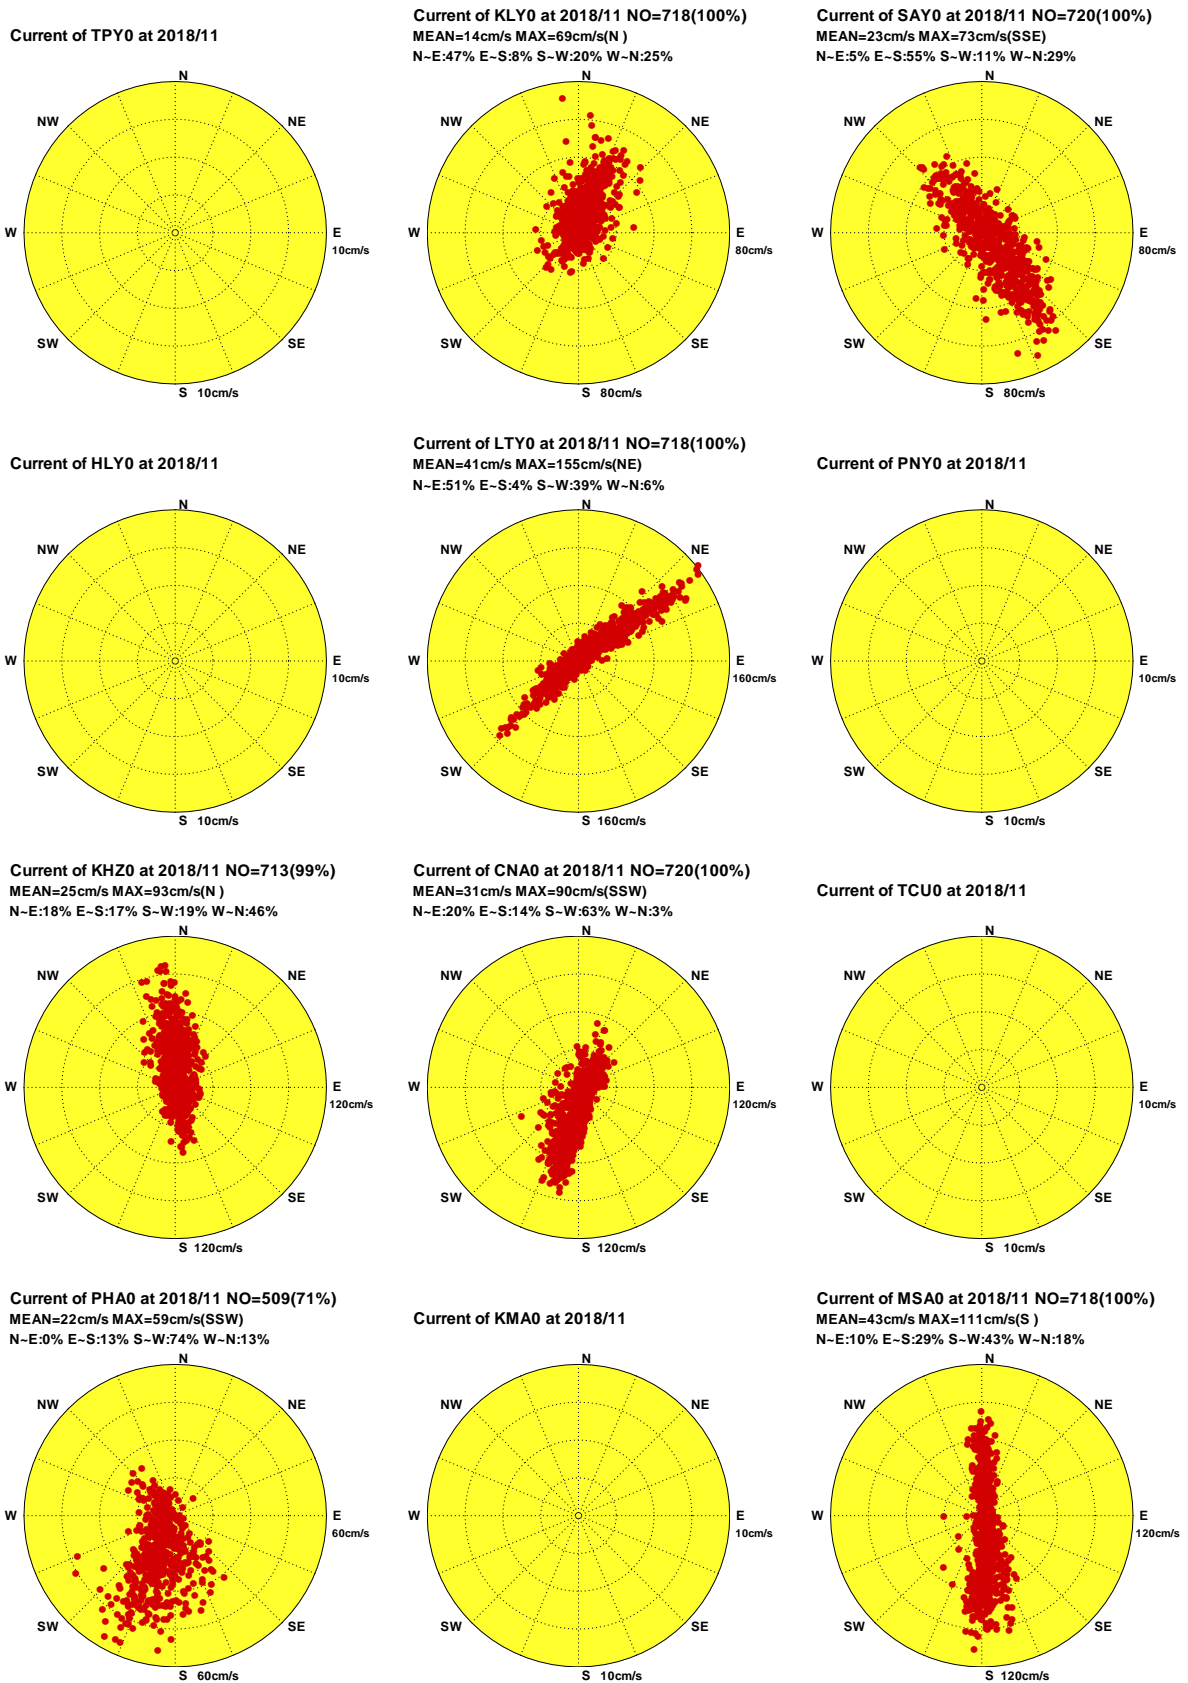 Current of TPY0 at 2018/11
N
NW
NE
W
E
10cm/s
SW
SE
S 10cm/s
Current of KLY0 at 2018/11 NO=718(100%)
MEAN=14cm/s MAX=69cm/s(N )
N~E:47% E~S:8% S~W:20% W~N:25%
N
NW
NE
W
E
80cm/s
SW
SE
S 80cm/s
Current of SAY0 at 2018/11 NO=720(100%)
MEAN=23cm/s MAX=73cm/s(SSE)
N~E:5% E~S:55% S~W:11% W~N:29%
N
NW
NE
W
E
80cm/s
SW
SE
S 80cm/s
Current of HLY0 at 2018/11
N
NW
NE
W
E
10cm/s
SW
SE
S 10cm/s
Current of LTY0 at 2018/11 NO=718(100%)
MEAN=41cm/s MAX=155cm/s(NE)
N~E:51% E~S:4% S~W:39% W~N:6%
N
NW
NE
W
E
160cm/s
SW
SE
S 160cm/s
Current of PNY0 at 2018/11
N
NW
NE
W
E
10cm/s
SW
SE
S 10cm/s
Current of KHZ0 at 2018/11 NO=713(99%)
MEAN=25cm/s MAX=93cm/s(N )
N~E:18% E~S:17% S~W:19% W~N:46%
N
NW
NE
W
E
120cm/s
SW
SE
S 120cm/s
Current of CNA0 at 2018/11 NO=720(100%)
MEAN=31cm/s MAX=90cm/s(SSW)
N~E:20% E~S:14% S~W:63% W~N:3%
N
NW
NE
W
E
120cm/s
SW
SE
S 120cm/s
Current of TCU0 at 2018/11
N
NW
NE
W
E
10cm/s
SW
SE
S 10cm/s
Current of PHA0 at 2018/11 NO=509(71%)
MEAN=22cm/s MAX=59cm/s(SSW)
N~E:0% E~S:13% S~W:74% W~N:13%
N
NW
NE
W
E
60cm/s
SW
SE
S 60cm/s
Current of KMA0 at 2018/11
N
NW
NE
W
E
10cm/s
SW
SE
S 10cm/s
Current of MSA0 at 2018/11 NO=718(100%)
MEAN=43cm/s MAX=111cm/s(S )
N~E:10% E~S:29% S~W:43% W~N:18%
N
NW
NE
W
E
120cm/s
SW
SE
S 120cm/s